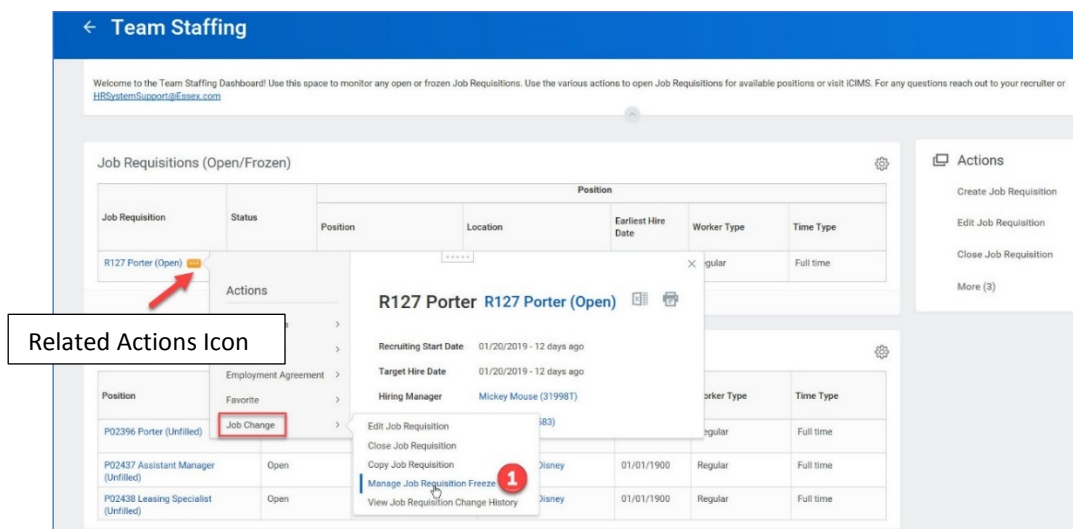 ← Team Staffing
Welcome to the Team Staffing Dashboard! Use this space to monitor any open or frozen Job Requisitions. Use the various actions to open Job Requisitions for available positions or visit iCIMS. For any questions reach out to your recruiter or
HRSystemSupport@Essex.com
Job Requisitions (Open/Frozen)
Position
Job Requisition Status Position Location Earliest Hire Date Worker Type Time Type
R127 Porter (Open) Full time
Actions
Create Job Requisition
Edit Job Requisition
Close Job Requisition
More (3)
Related Actions Icon
Actions
Employment Agreement
Favorite
Job Change
R127 Porter R127 Porter (Open)
Recruiting Start Date 01/20/2019 - 12 days ago
Target Hire Date 01/20/2019 - 12 days ago
Hiring Manager Mickey Mouse (31998T)
583)
Edit Job Requisition
Close Job Requisition
Copy Job Requisition
Manage Job Requisition Freeze 1
View Job Requisition Change History
Position Type Time Type
P02396 Porter (Unfilled) Full time
P02437 Assistant Manager Open Disney 01/01/1900 Regular Full time
(Unfilled)
P02438 Leasing Specialist Open Disney 01/01/1900 Regular Full time
(Unfilled)